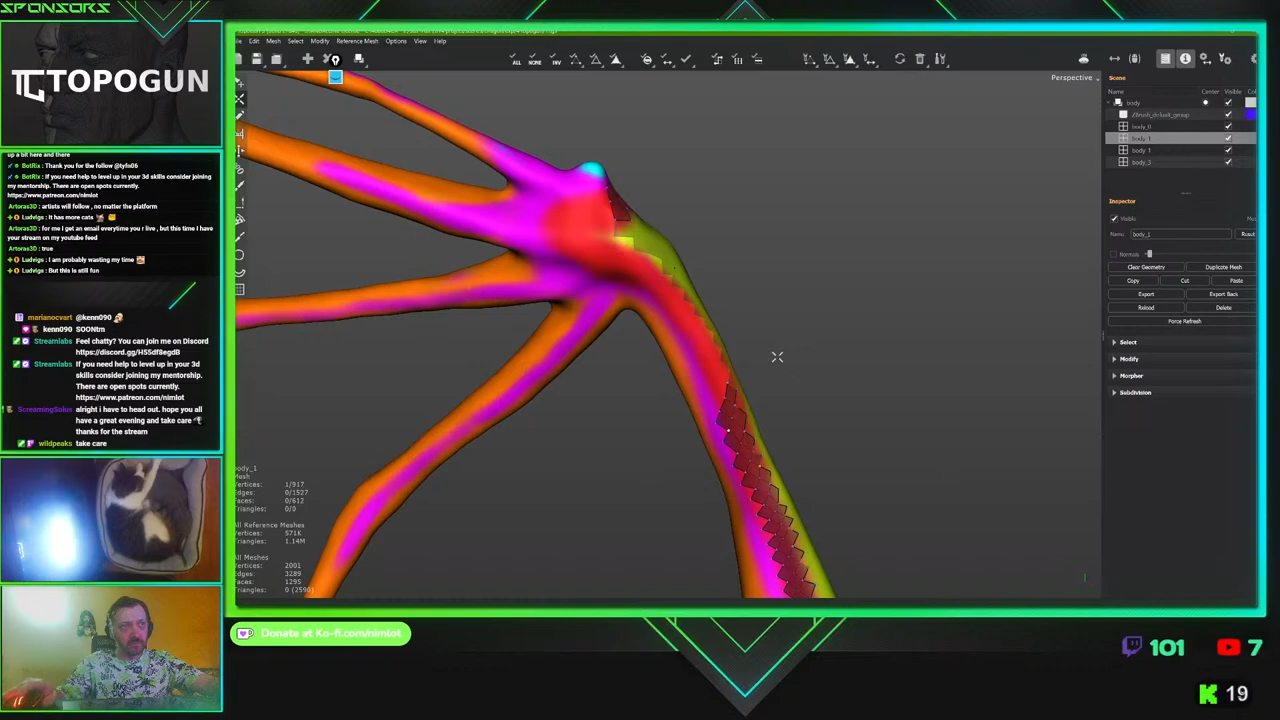 SPONSORS
TOPOGUN
up a bit here and there
BotRix : Thank you for the follow @tyfn06
BotRix : If you need help to level up in your 3d
skills consider joining my mentorship.
There are open spots currently.
https://www.patreon.com/nimlot
Artoras3D : artists will follow , no matter the platform
Ludvigs : It has more cats
Artoras3D : for me I get an email everytime you r live , but this time I
have your stream on my youtube feed
Artoras3D : true
Ludvigs : I am probably wasting my time
Ludvigs : But this is still fun
marianocvart @kenn090
kenn090 SOONtm
Streamlabs Feel chatty? You can join me on Discord
https://discord.gg/H55df8egdB
Streamlabs If you need help to level up in your 3d
skills consider joining my mentorship.
There are open spots currently.
https://www.patreon.com/nimlot
ScreamingSolus alright i have to head out. hope you all
have a great evening and take care
thanks for the stream
wildpeaks take care
Edit Mesh Select Modify Reference Mesh Options View Help
ALL NONE INV
Perspective
body_1
Mesh
Vertices: 1/917
Edges: 0/1527
Faces: 0/612
Triangles: 0/0
All Reference Meshes
Vertices: 571K
Triangles: 1.14M
All Meshes
Vertices: 2001
Edges: 3289
Faces: 1295
Triangles: 0 (2590)
Scene
Name Center Visible
body
body_0
body_1
body_1
body_3
Inspector
Visible
Name: body_1
Normals
Clear Geometry Duplicate Mesh
Copy Cut Paste
Export Export Back
Reload Delete
Force Refresh
Select
Modify
Morpher
Subdivision
Donate at Ko-fi.com/nimlot
101
7
K 19